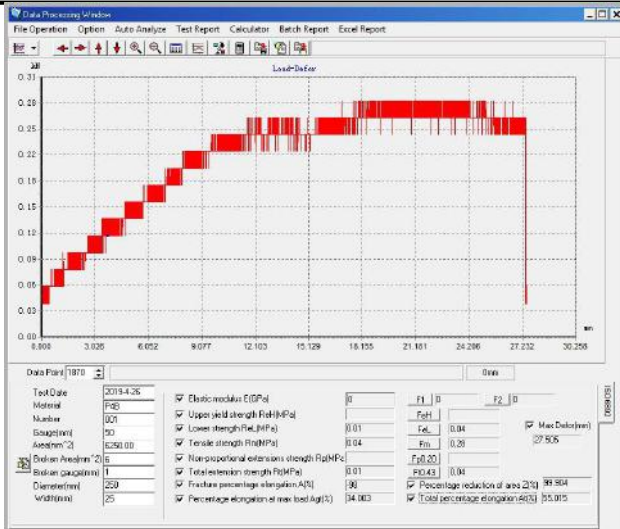 Data Processing Window
File Operation Option Auto Analyze Test Report Calculator Batch Report Excel Report
kN
Load-Defor
0.31
0.28
0.25
0.22
0.18
0.15
0.12
0.09
0.06
0.03
0.00
0.000 3.026 6.052 9.077 12.103 15.129 18.155 21.180 24.206 27.232 30.258
mm
Data Point 1870 0mm
Test Date 2019-4-26
Material P4B
Number 001
Gauge(mm) 50
Area(mm^2) 6250.00
Broken Area(mm^2) 6
Broken gauge(mm) 1
Diameter(mm) 250
Width(mm) 25
Elastic modulus E(GPa) 0
Upper yield strength ReH(MPa)
Lower strength ReL(MPa) 0.01
Tensile strength Rm(MPa) 0.04
Non-proportional extensions strength Rp(MPa
Total extension strength Rt(MPa) 0.01
Fracture percentage elongation A(%) -98
Percentage elongation at max load Agt(%) 34.003
F1 0 F2 0
FeH
FeL 0.04
Fm 0.28
Fp0.20
Ft0.43 0.04
Max Defor(mm)
27.505
Percentage reduction of area Z(%) 99.904
Total percentage elongation At(%) 55.015
ISO6892